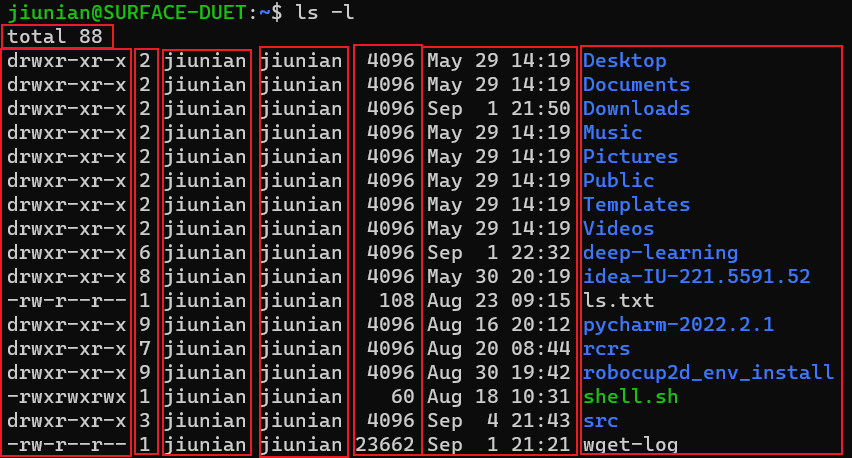 jiunian@SURFACE-DUET:~$ ls -l
total 88
drwxr-xr-x 2 jiunian jiunian  4096 May 29 14:19 Desktop
drwxr-xr-x 2 jiunian jiunian  4096 May 29 14:19 Documents
drwxr-xr-x 2 jiunian jiunian  4096 Sep  1 21:50 Downloads
drwxr-xr-x 2 jiunian jiunian  4096 May 29 14:19 Music
drwxr-xr-x 2 jiunian jiunian  4096 May 29 14:19 Pictures
drwxr-xr-x 2 jiunian jiunian  4096 May 29 14:19 Public
drwxr-xr-x 2 jiunian jiunian  4096 May 29 14:19 Templates
drwxr-xr-x 2 jiunian jiunian  4096 May 29 14:19 Videos
drwxr-xr-x 6 jiunian jiunian  4096 Sep  1 22:32 deep-learning
drwxr-xr-x 8 jiunian jiunian  4096 May 30 20:19 idea-IU-221.5591.52
-rw-r--r-- 1 jiunian jiunian   108 Aug 23 09:15 ls.txt
drwxr-xr-x 9 jiunian jiunian  4096 Aug 16 20:12 pycharm-2022.2.1
drwxr-xr-x 7 jiunian jiunian  4096 Aug 20 08:44 rcrs
drwxr-xr-x 9 jiunian jiunian  4096 Aug 30 19:42 robocup2d_env_install
-rwxrwxrwx 1 jiunian jiunian    60 Aug 18 10:31 shell.sh
drwxr-xr-x 3 jiunian jiunian  4096 Sep  4 21:43 src
-rw-r--r-- 1 jiunian jiunian 23662 Sep  1 21:21 wget-log